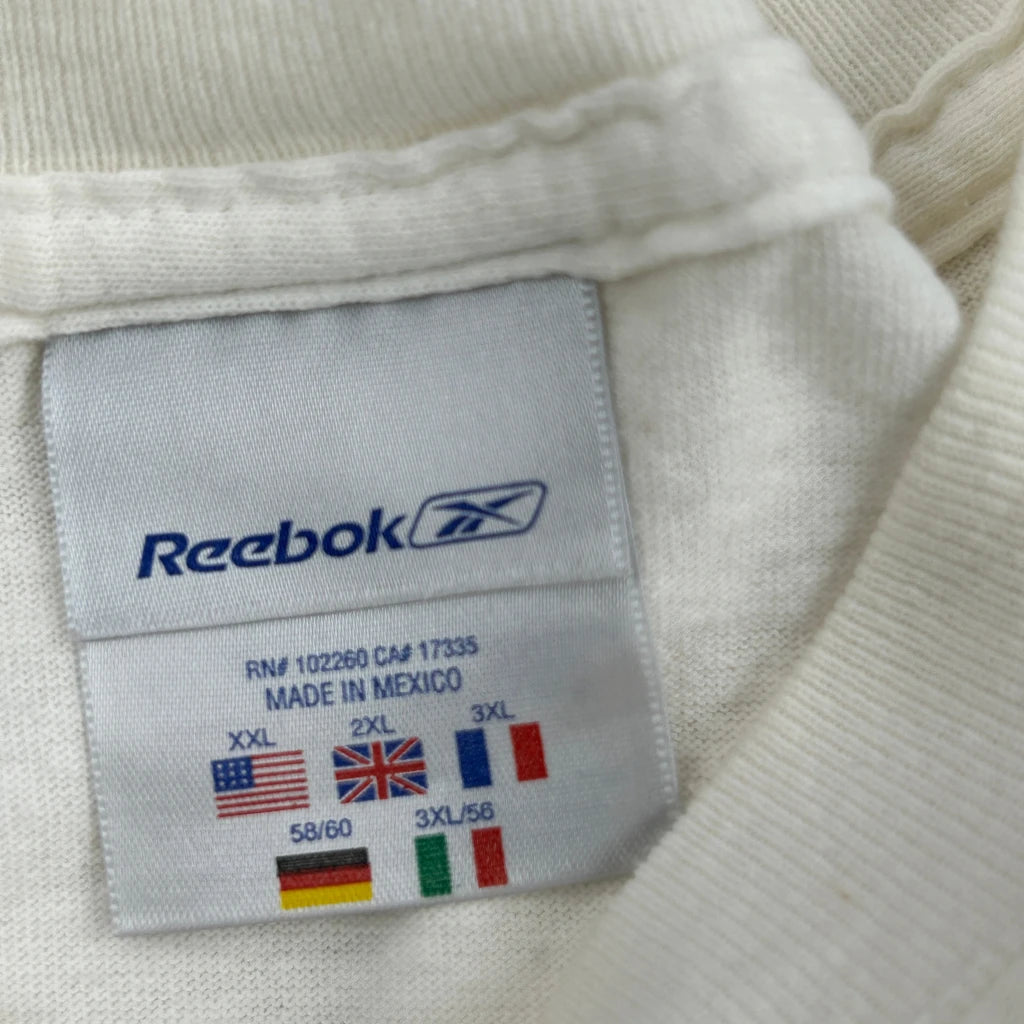 Reebok
RN# 102260 CA# 17335
MADE IN MEXICO
XXL 2XL 3XL
58/60 3XL/56